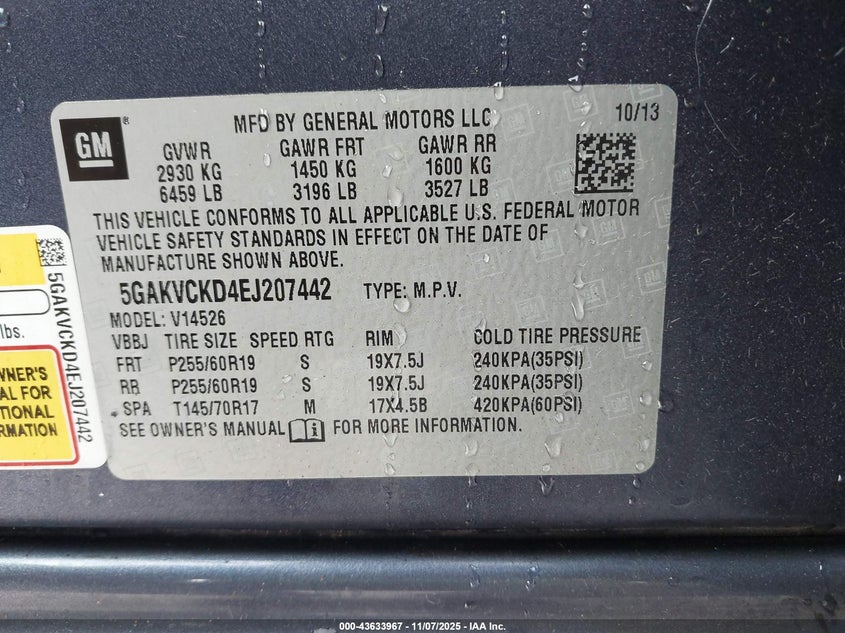 GM
®
MFD BY GENERAL MOTORS LLC
10/13
GVWR GAWR FRT GAWR RR
2930 KG 1450 KG 1600 KG
6459 LB 3196 LB 3527 LB
THIS VEHICLE CONFORMS TO ALL APPLICABLE U.S. FEDERAL MOTOR
VEHICLE SAFETY STANDARDS IN EFFECT ON THE DATE OF
MANUFACTURE SHOWN ABOVE.
5GAKVCKD4EJ207442 TYPE: M.P.V.
MODEL: V14526
VBBJ TIRE SIZE SPEED RTG RIM COLD TIRE PRESSURE
FRT P255/60R19 S 19X7.5J 240KPA(35PSI)
RR P255/60R19 S 19X7.5J 240KPA(35PSI)
SPA T145/70R17 M 17X4.5B 420KPA(60PSI)
SEE OWNER'S MANUAL i FOR MORE INFORMATION.
5GAKVCKD4EJ207442
lbs.
WNER'S
AL FOR
TIONAL
RMATION
000-43633967 - 11/07/2025 - IAA Inc.